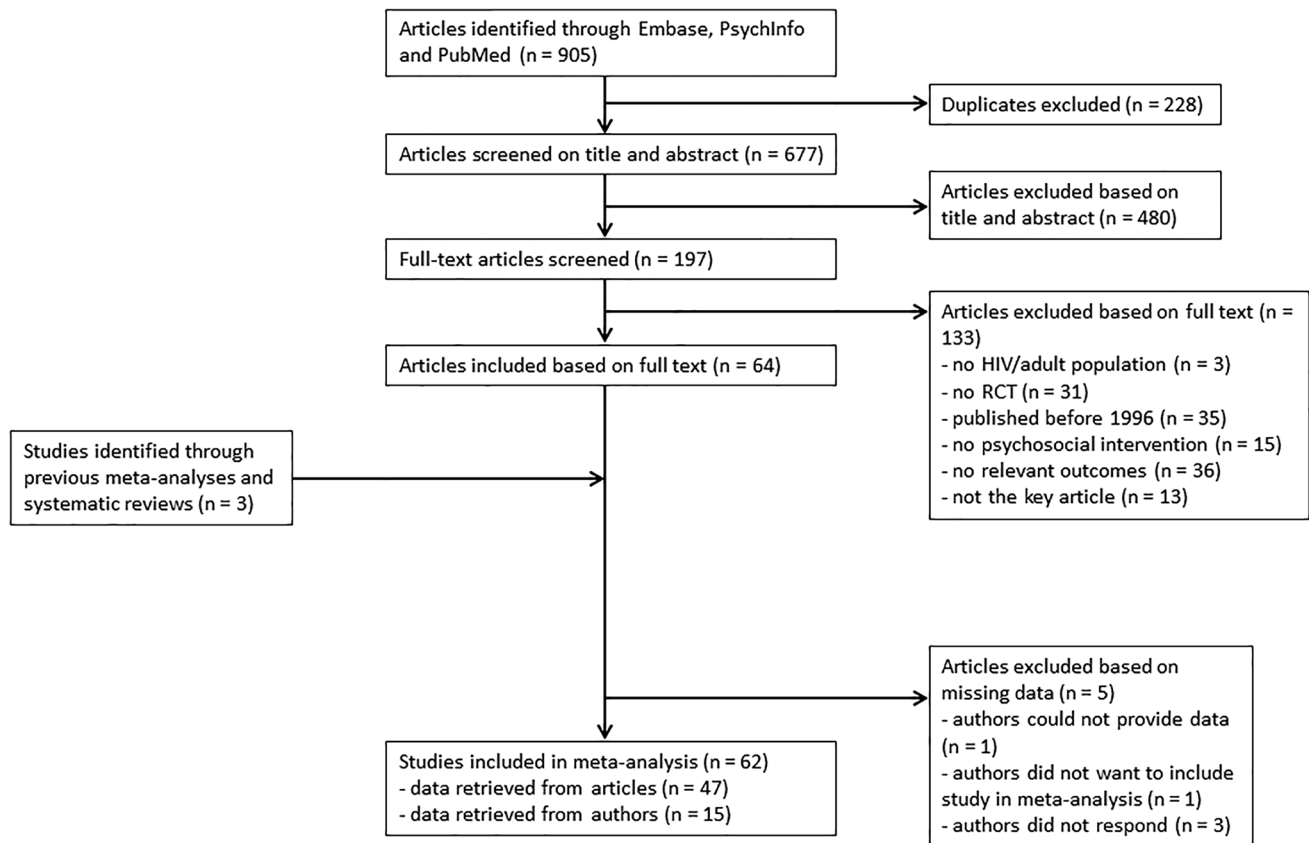 Articles identified through Embase, PsychInfo
and PubMed (n = 905)
Duplicates excluded (n = 228)
Articles screened on title and abstract (n = 677)
Articles excluded based on
title and abstract (n = 480)
Full-text articles screened (n = 197)
Articles excluded based on full text (n =
133)
- no HIV/adult population (n = 3)
- no RCT (n = 31)
- published before 1996 (n = 35)
- no psychosocial intervention (n = 15)
- no relevant outcomes (n = 36)
- not the key article (n = 13)
Articles included based on full text (n = 64)
Studies identified through
previous meta-analyses and
systematic reviews (n = 3)
Articles excluded based on
missing data (n = 5)
- authors could not provide data
(n = 1)
- authors did not want to include
study in meta-analysis (n = 1)
- authors did not respond (n = 3)
Studies included in meta-analysis (n = 62)
- data retrieved from articles (n = 47)
- data retrieved from authors (n = 15)